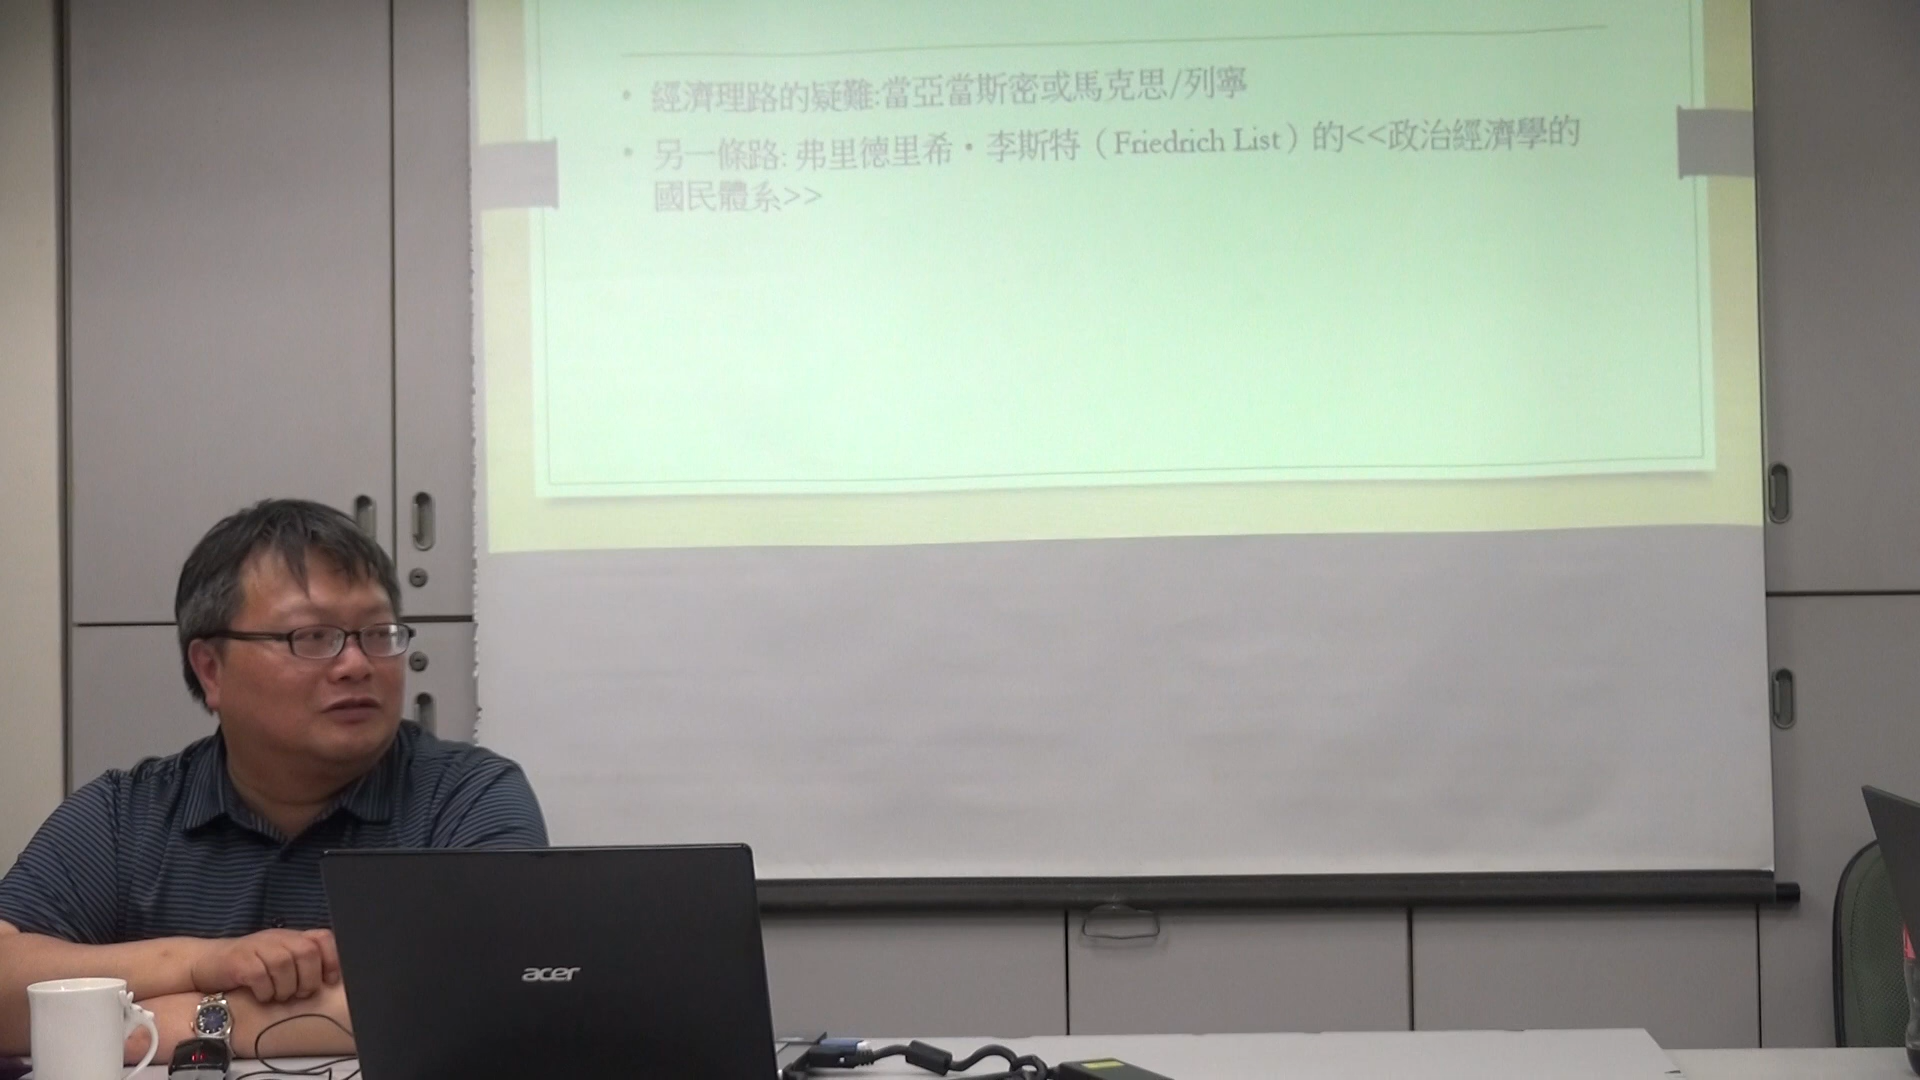 • 經濟理路的疑難:當亞當斯密或馬克思/列寧
• 另一條路: 弗里德里希·李斯特（Friedrich List）的<<政治經濟學的
國民體系>>
acer